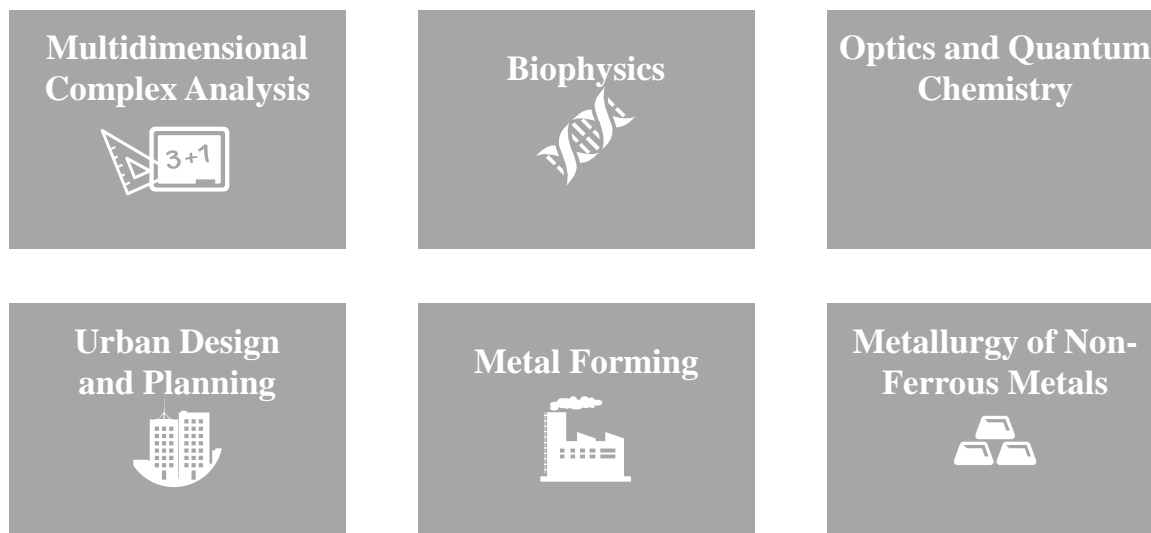 Multidimensional
Complex Analysis
3+1
Biophysics
Optics and Quantum
Chemistry
Urban Design
and Planning
Metal Forming
Metallurgy of Non-
Ferrous Metals